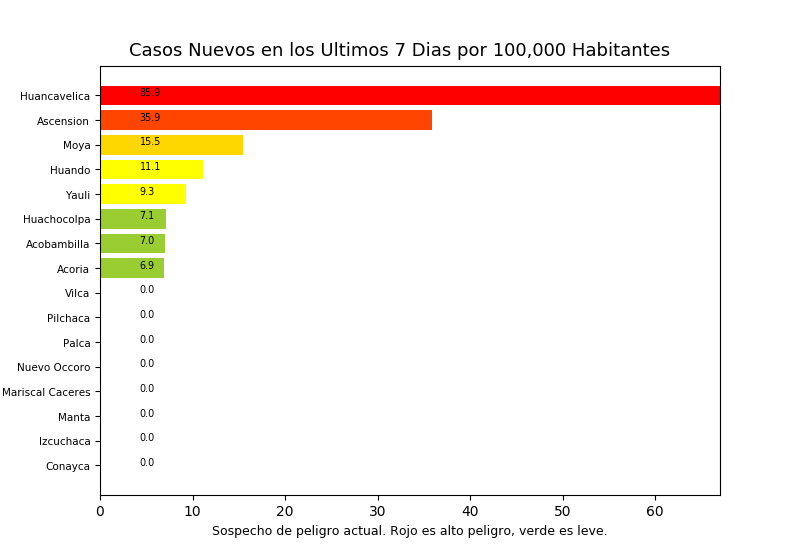 Casos Nuevos en los Ultimos 7 Dias por 100,000 Habitantes
Huancavelica 85.9
Ascension 35.9
Moya 15.5
Huando 11.1
Yauli 9.3
Huachocolpa 7.1
Acobambilla 7.0
Acoria 6.9
Vilca 0.0
Pilchaca 0.0
Palca 0.0
Nuevo Occoro 0.0
Mariscal Caceres 0.0
Manta 0.0
Izcuchaca 0.0
Conayca 0.0
0 10 20 30 40 50 60
Sospecho de peligro actual. Rojo es alto peligro, verde es leve.